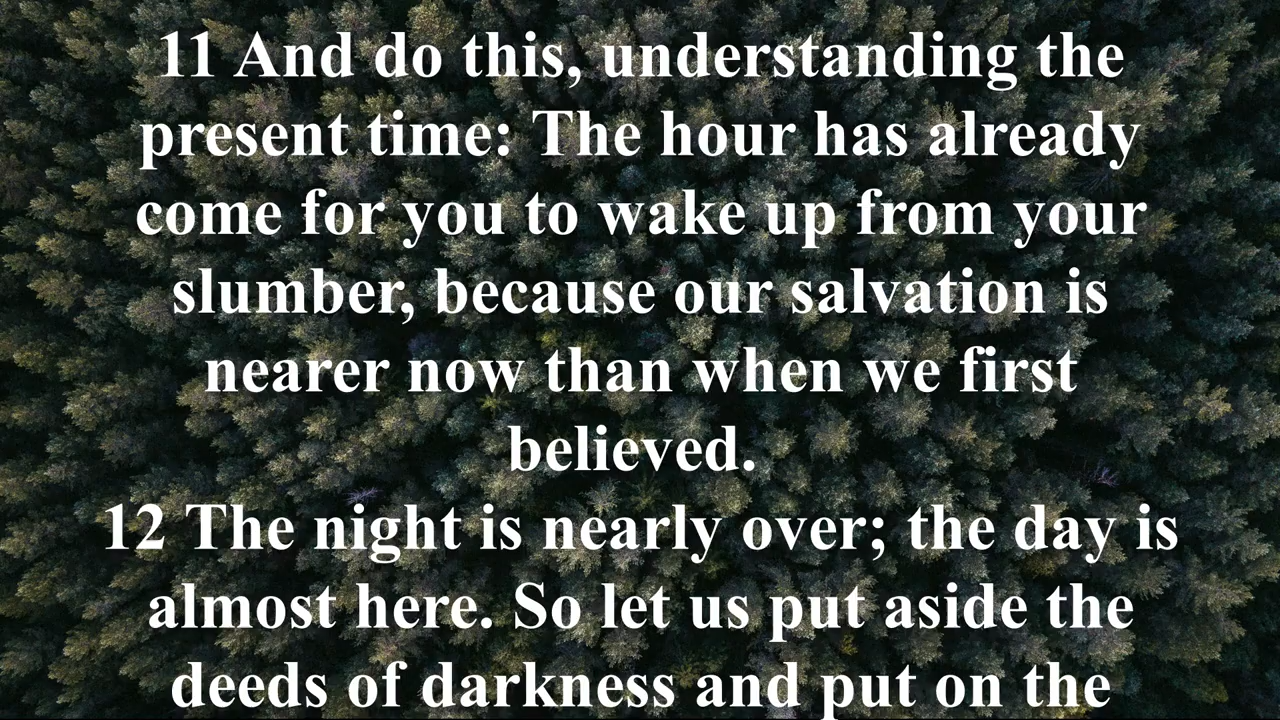 11 And do this, understanding the
present time: The hour has already
come for you to wake up from your
slumber, because our salvation is
nearer now than when we first
believed.
12 The night is nearly over; the day is
almost here. So let us put aside the
deeds of darkness and put on the